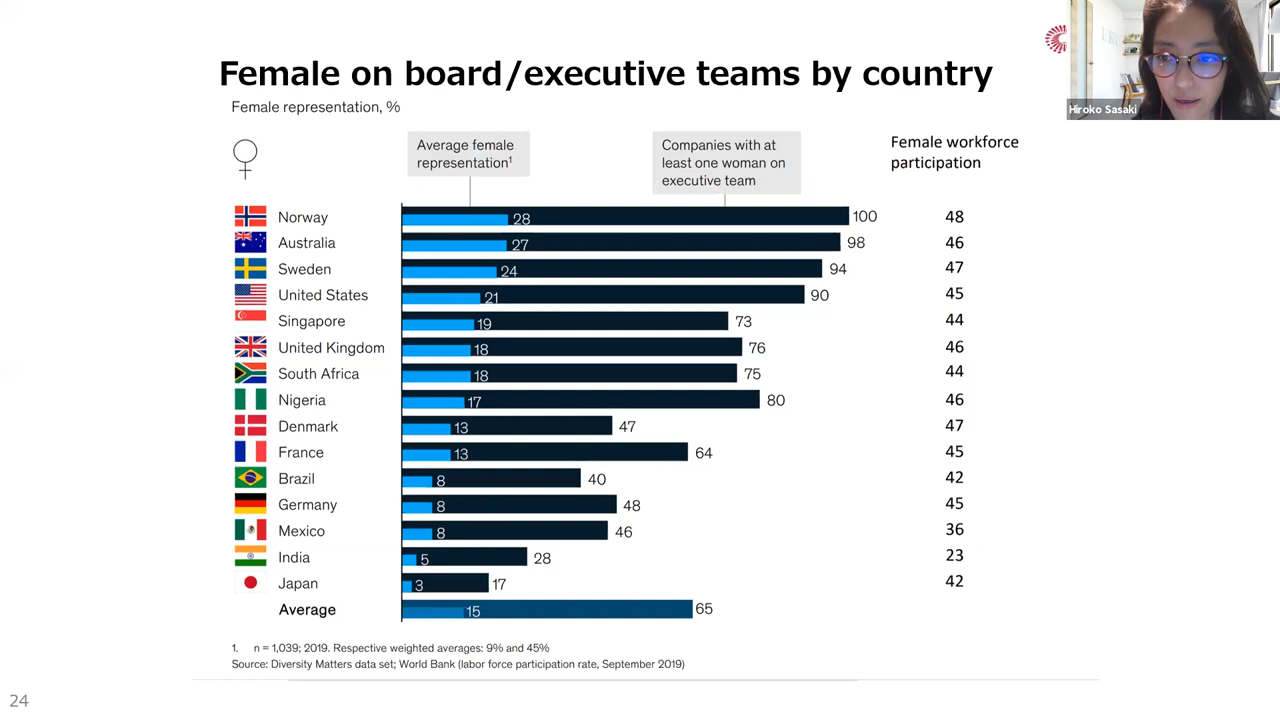 Female on board/executive teams by country
Hiroko Sasaki
Female representation, %
Average female
representation¹
Companies with at
least one woman on
executive team
Female workforce
participation
Norway 28 100 48
Australia 27 98 46
Sweden 24 94 47
United States 21 90 45
Singapore 19 73 44
United Kingdom 18 76 46
South Africa 18 75 44
Nigeria 17 80 46
Denmark 13 47 47
France 13 64 45
Brazil 8 40 42
Germany 8 48 45
Mexico 8 46 36
India 5 28 23
Japan 3 17 42
Average 15 65
1. n = 1,039; 2019. Respective weighted averages: 9% and 45%
Source: Diversity Matters data set; World Bank (labor force participation rate, September 2019)
24